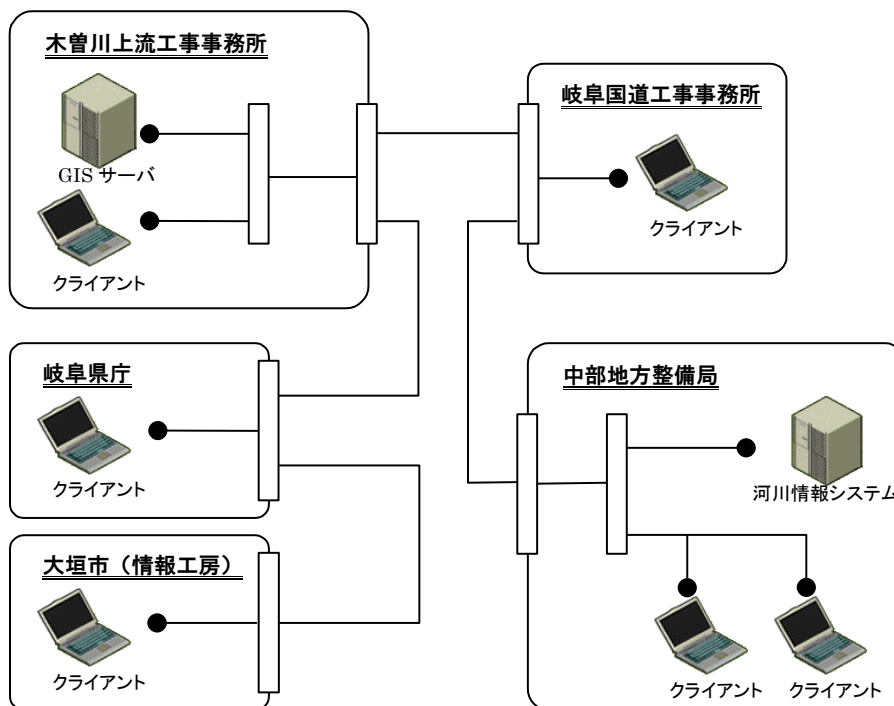 木曽川上流工事事務所
GIS サーバ
クライアント
岐阜国道工事事務所
クライアント
岐阜県庁
クライアント
中部地方整備局
河川情報システム
クライアント
クライアント
大垣市（情報工房）
クライアント